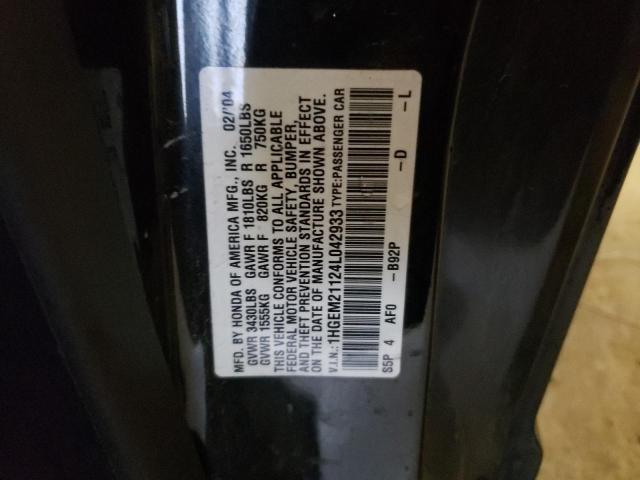 MFD. BY HONDA OF AMERICA MFG., INC. 02/'04
GVWR 3430LBS GAWR F 1810LBS R 1650LBS
GVWR 1555KG GAWR F 820KG R 750KG
THIS VEHICLE CONFORMS TO ALL APPLICABLE
FEDERAL MOTOR VEHICLE SAFETY, BUMPER,
AND THEFT PREVENTION STANDARDS IN EFFECT
ON THE DATE OF MANUFACTURE SHOWN ABOVE.
V.I.N.: 1HGEM21124L042933 TYPE:PASSENGER CAR
S5P 4 AF0 -B92P -D -L